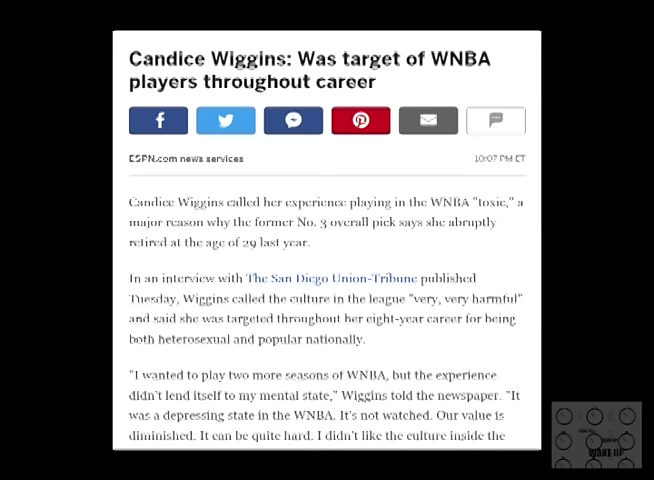 Candice Wiggins: Was target of WNBA
players throughout career
ESPN.com news services
10:07 PM ET
Candice Wiggins called her experience playing in the WNBA "toxic," a
major reason why the former No. 3 overall pick says she abruptly
retired at the age of 29 last year.
In an interview with The San Diego Union-Tribune published
Tuesday, Wiggins called the culture in the league "very, very harmful"
and said she was targeted throughout her eight-year career for being
both heterosexual and popular nationally.
"I wanted to play two more seasons of WNBA, but the experience
didn't lend itself to my mental state," Wiggins told the newspaper. "It
was a depressing state in the WNBA. It's not watched. Our value is
diminished. It can be quite hard. I didn't like the culture inside the